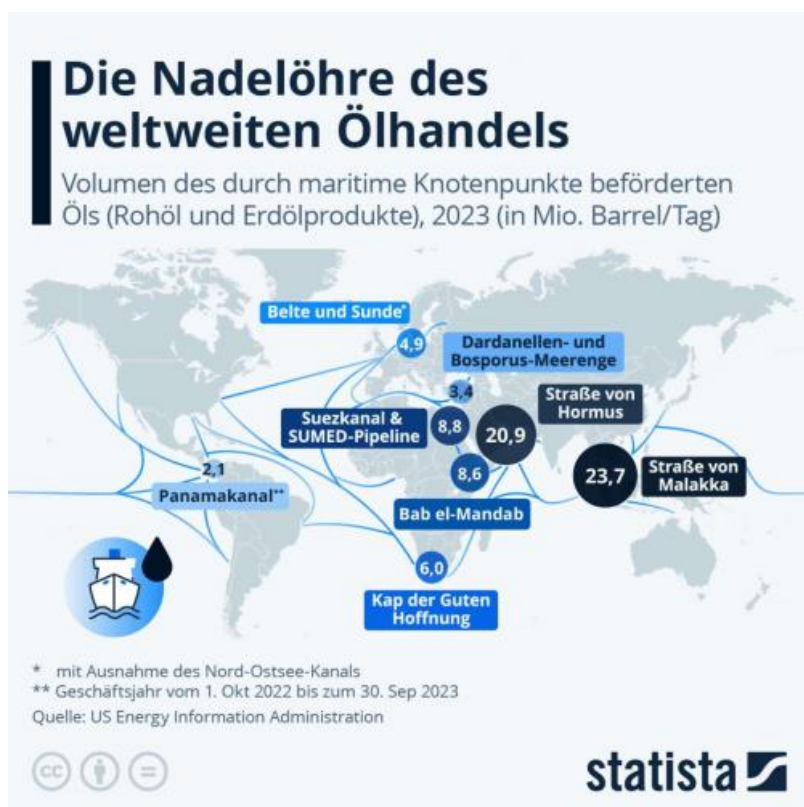 Die Nadelöhre des
weltweiten Ölhandels
Volumen des durch maritime Knotenpunkte beförderten
Öls (Rohöl und Erdölprodukte), 2023 (in Mio. Barrel/Tag)
Belte und Sunde*
4,9
Dardanellen- und
Bosporus-Meerenge
3,4
Straße von
Hormus
20,9
Suezkanal &
SUMED-Pipeline
8,8
8,6
Bab el-Mandab
23,7
Straße von
Malakka
2,1
Panamakanal**
6,0
Kap der Guten
Hoffnung
* mit Ausnahme des Nord-Ostsee-Kanals
** Geschäftsjahr vom 1. Okt 2022 bis zum 30. Sep 2023
Quelle: US Energy Information Administration
cc
statista